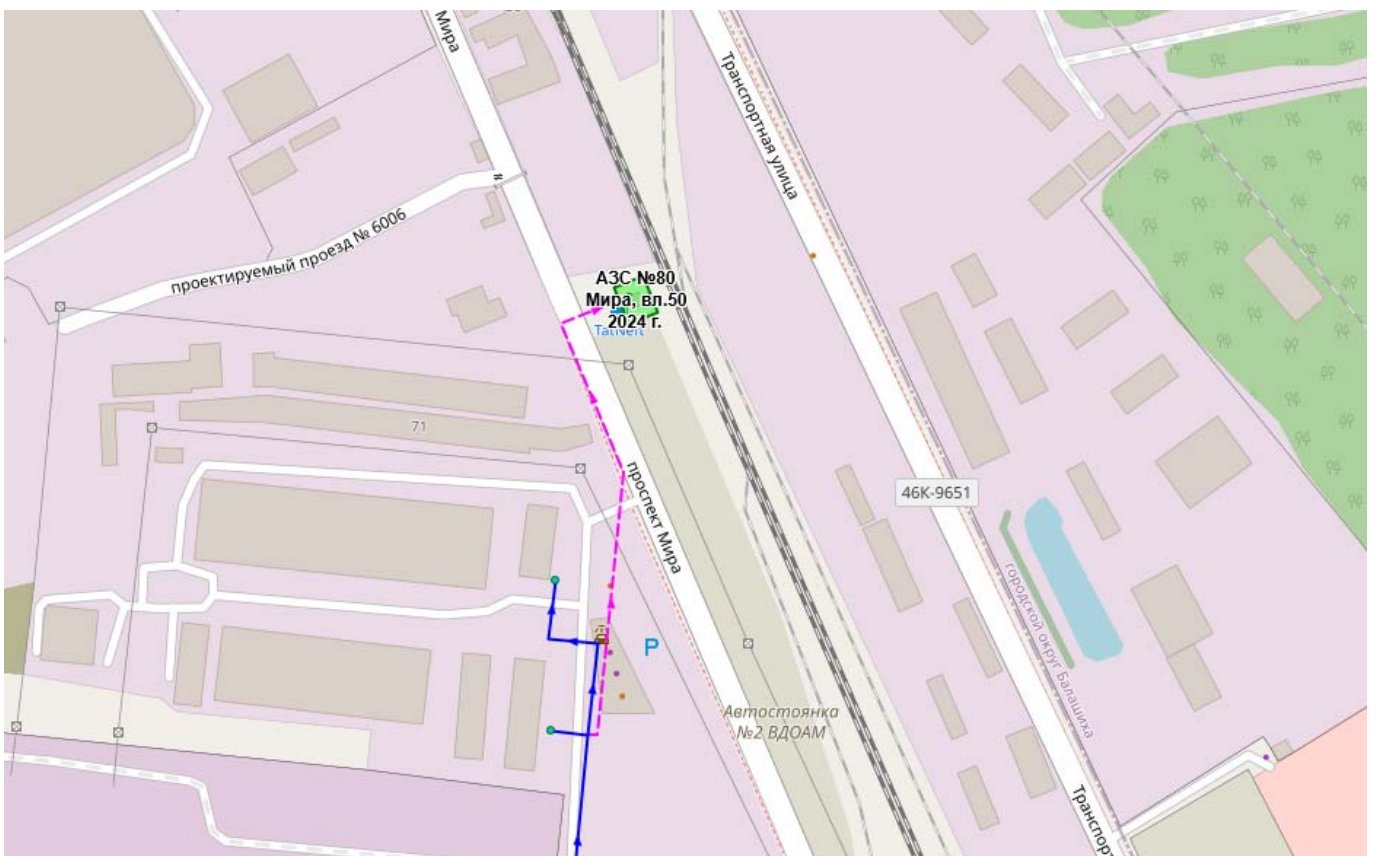 Мира
Транспортная улица
я
проектируемый проезд № 6006
АЗС №80
Мира, вл.50
2024 г.
TatNeft
71
проспект Мира
46К-9651
городской округ Балашиха
P
Автостоянка
№2 ВДОАМ
Транспор